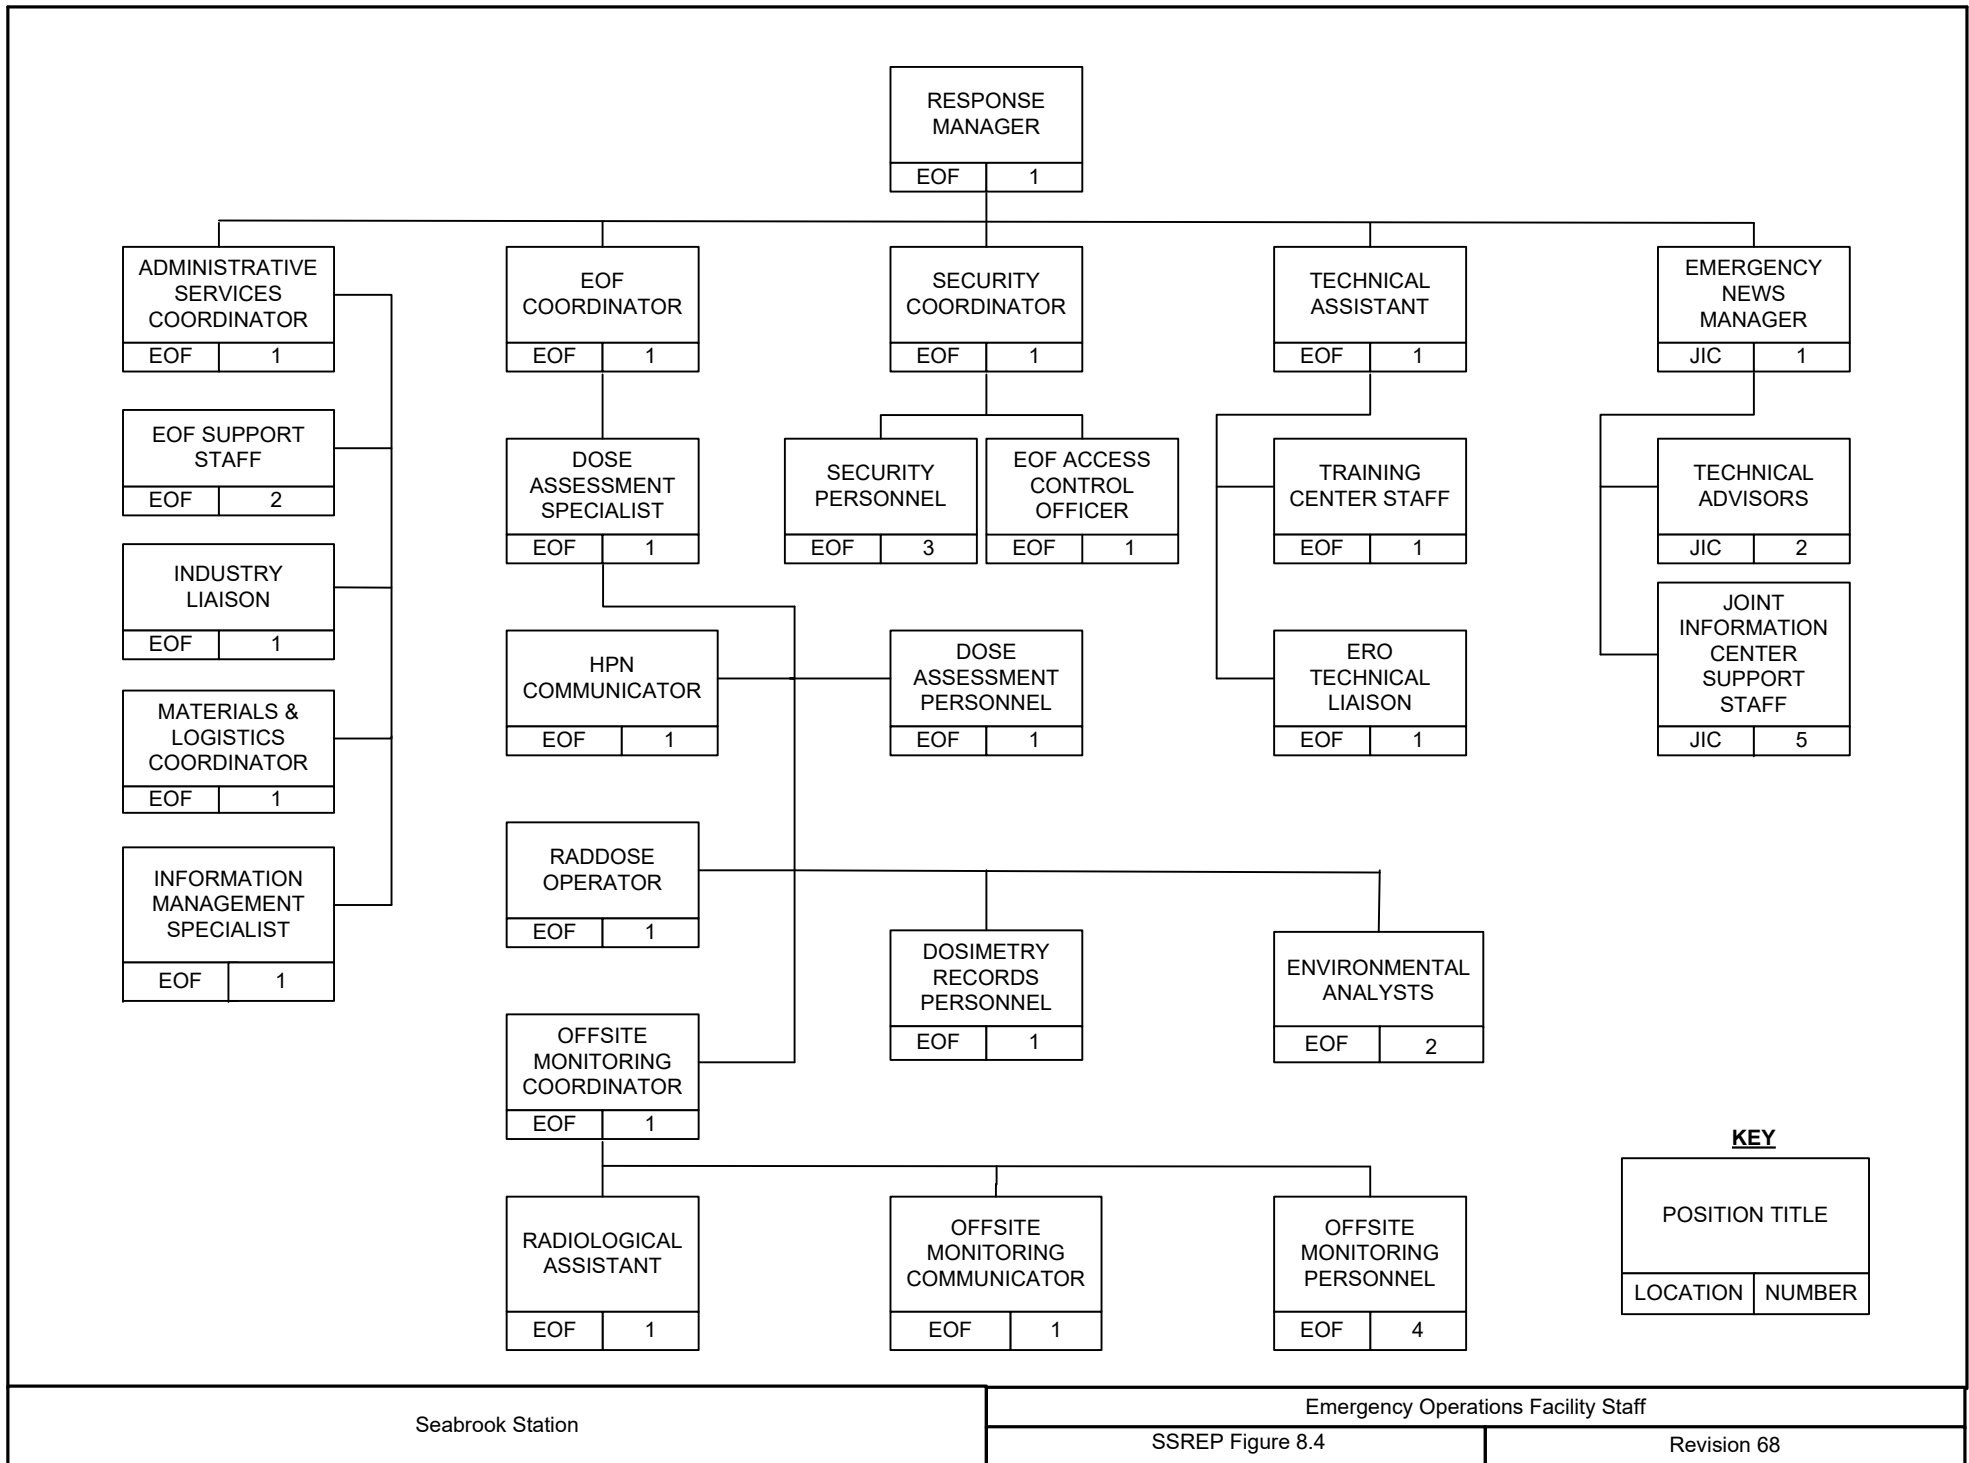 RESPONSE
MANAGER
EOF 1
ADMINISTRATIVE
SERVICES
COORDINATOR
EOF 1
EOF
COORDINATOR
EOF 1
SECURITY
COORDINATOR
EOF 1
TECHNICAL
ASSISTANT
EOF 1
EMERGENCY
NEWS
MANAGER
JIC 1
EOF SUPPORT
STAFF
EOF 2
DOSE
ASSESSMENT
SPECIALIST
EOF 1
SECURITY
PERSONNEL
EOF 3
EOF ACCESS
CONTROL
OFFICER
EOF 1
TRAINING
CENTER STAFF
EOF 1
TECHNICAL
ADVISORS
JIC 2
INDUSTRY
LIAISON
EOF 1
HPN
COMMUNICATOR
EOF 1
DOSE
ASSESSMENT
PERSONNEL
EOF 1
ERO
TECHNICAL
LIAISON
EOF 1
JOINT
INFORMATION
CENTER
SUPPORT
STAFF
JIC 5
MATERIALS &
LOGISTICS
COORDINATOR
EOF 1
RADDOSE
OPERATOR
EOF 1
INFORMATION
MANAGEMENT
SPECIALIST
EOF 1
DOSIMETRY
RECORDS
PERSONNEL
EOF 1
ENVIRONMENTAL
ANALYSTS
EOF 2
OFFSITE
MONITORING
COORDINATOR
EOF 1
RADIOLOGICAL
ASSISTANT
EOF 1
OFFSITE
MONITORING
COMMUNICATOR
EOF 1
OFFSITE
MONITORING
PERSONNEL
EOF 4
KEY
POSITION TITLE
LOCATION NUMBER
Seabrook Station
Emergency Operations Facility Staff
SSREP Figure 8.4
Revision 68